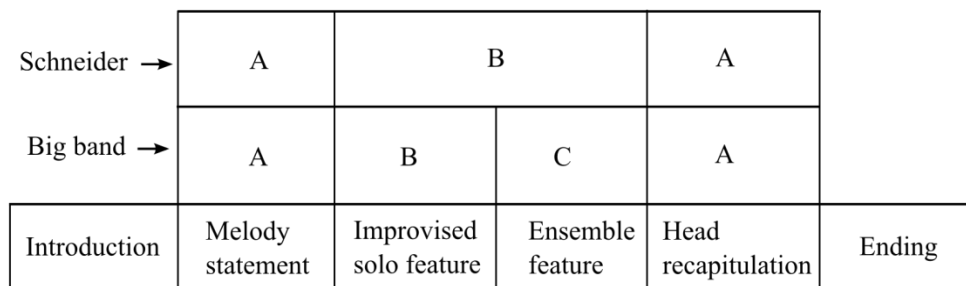 Schneider → A B A
Big band → A B C A
Introduction Melody statement Improvised solo feature Ensemble feature Head recapitulation Ending